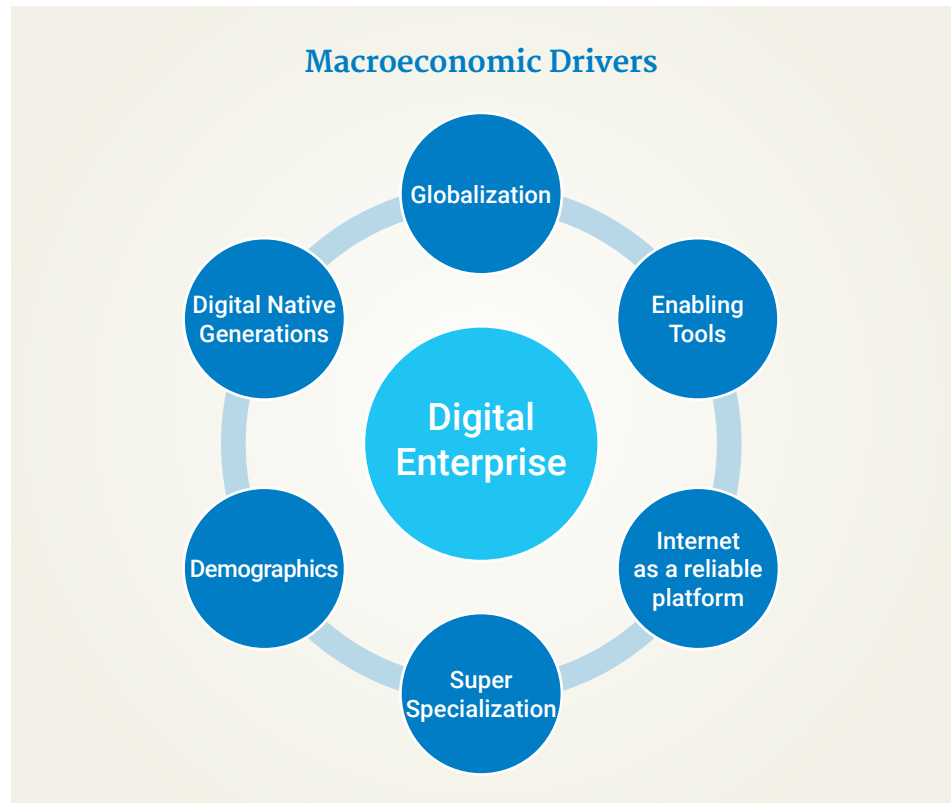 Macroeconomic Drivers
Globalization
Enabling
Tools
Internet
as a reliable
platform
Super
Specialization
Demographics
Digital Native
Generations
Digital
Enterprise